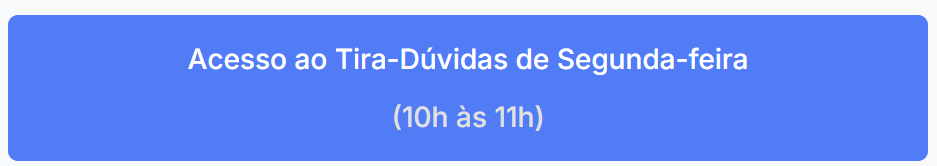 Acesso ao Tira-Dúvidas de Segunda-feira
(10h às 11h)